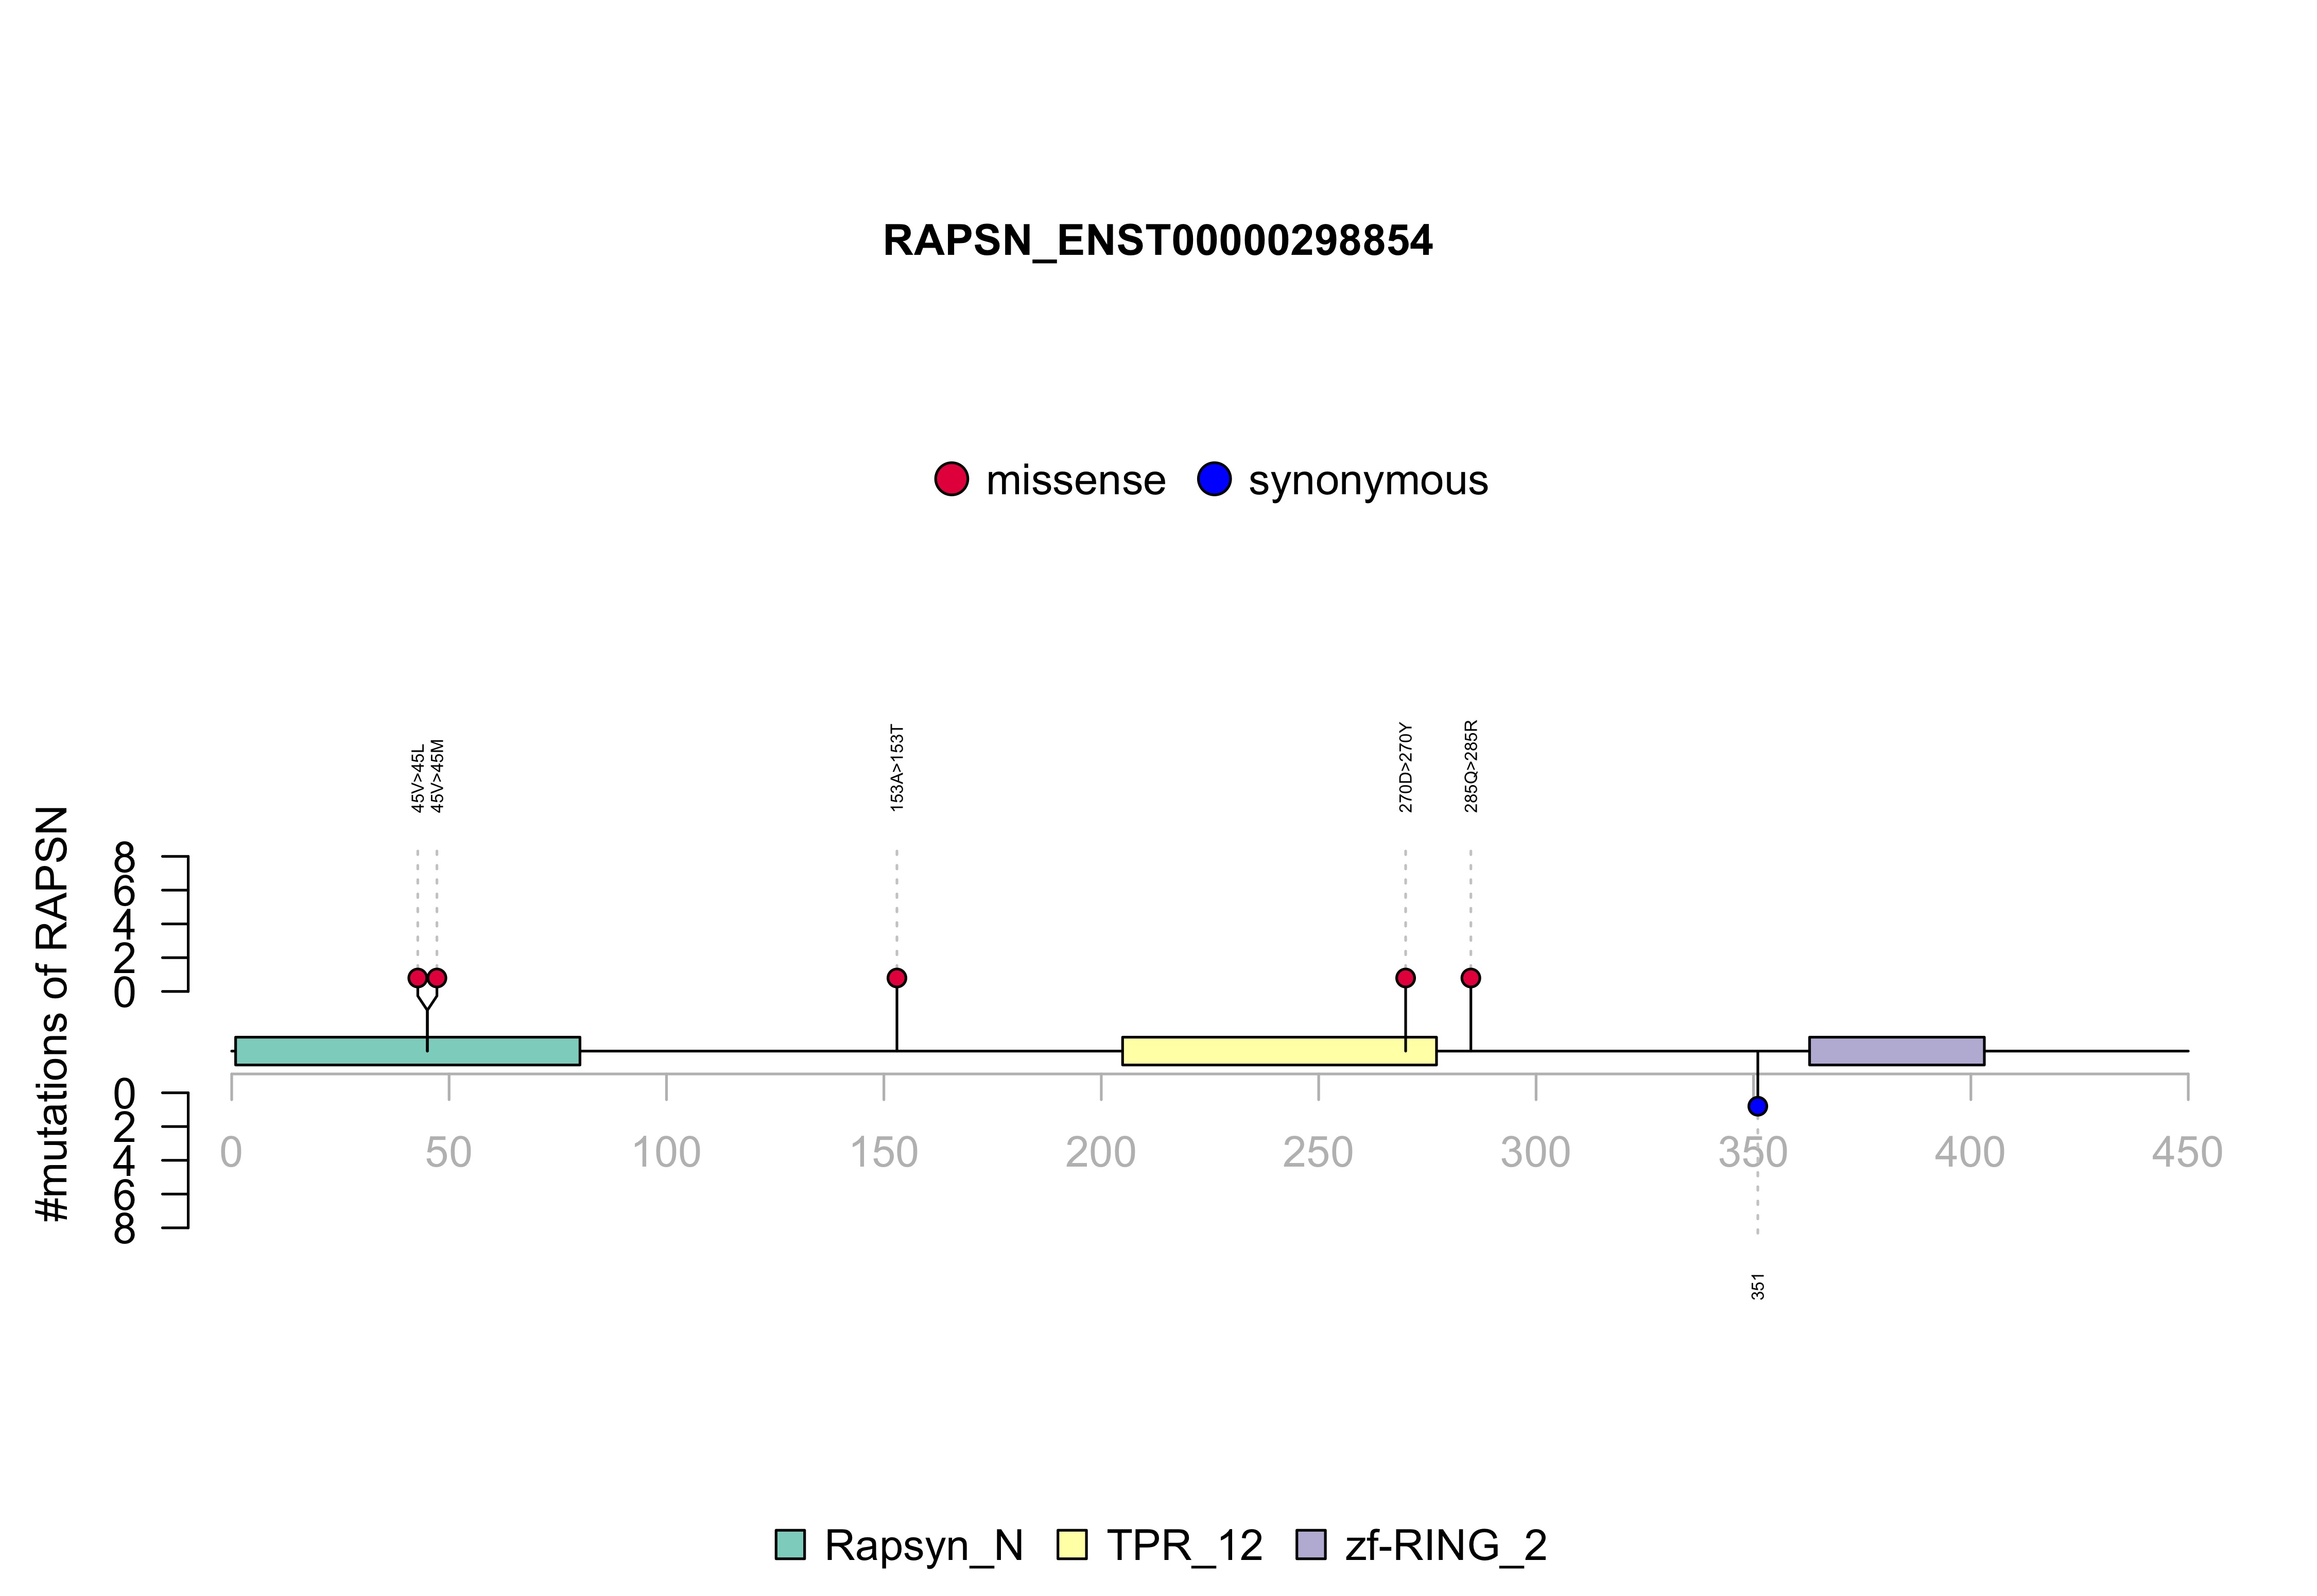 RAPSN_ENST00000298854
missense
synonymous
45V>45L
45V>45M
153A>153T
270D>270Y
285Q>285R
#mutations of RAPSN
8
6
4
2
0
0
2
4
6
8
0 50 100 150 200 250 300 350 400 450
351
Rapsyn_N
TPR_12
zf-RING_2